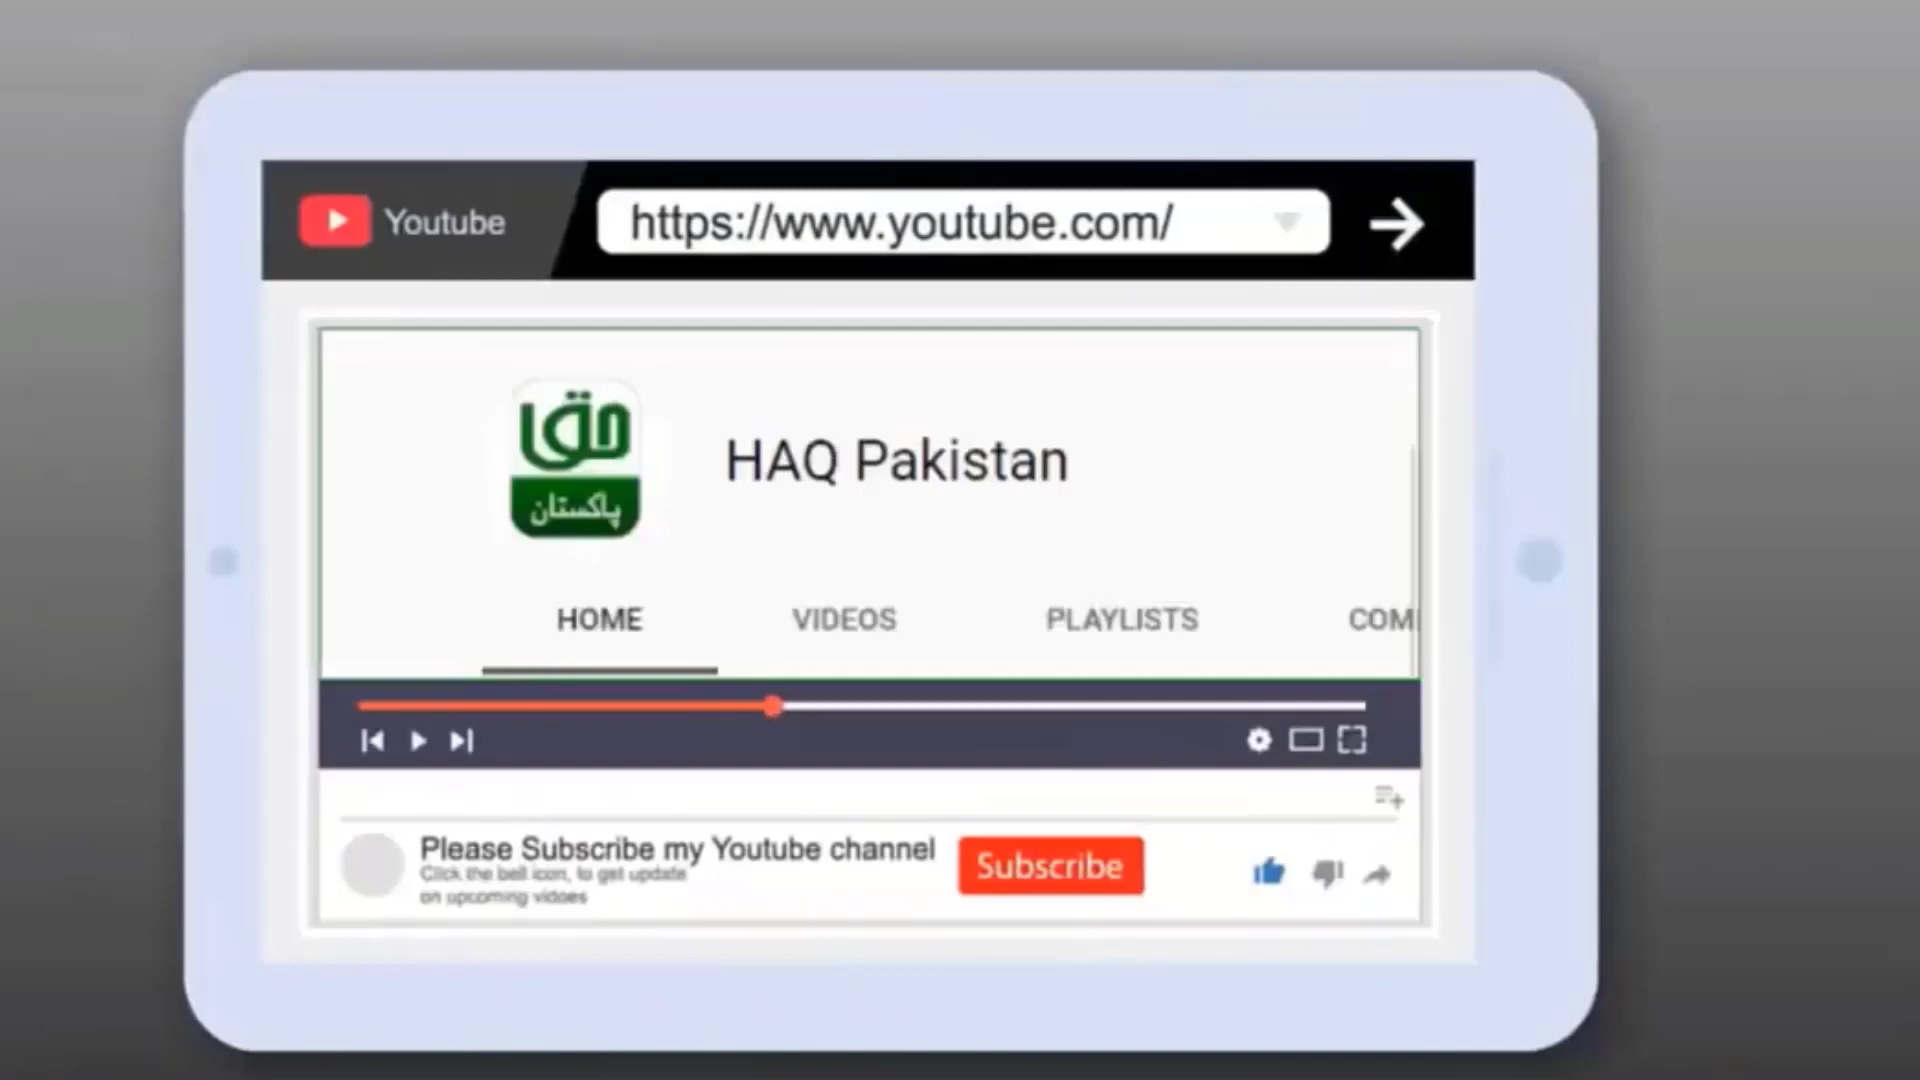 Youtube
https://www.youtube.com/
حق
پاکستان
HAQ Pakistan
HOME VIDEOS PLAYLISTS COM
Please Subscribe my Youtube channel
Click the bell icon, to get update
on upcoming vidoes
Subscribe